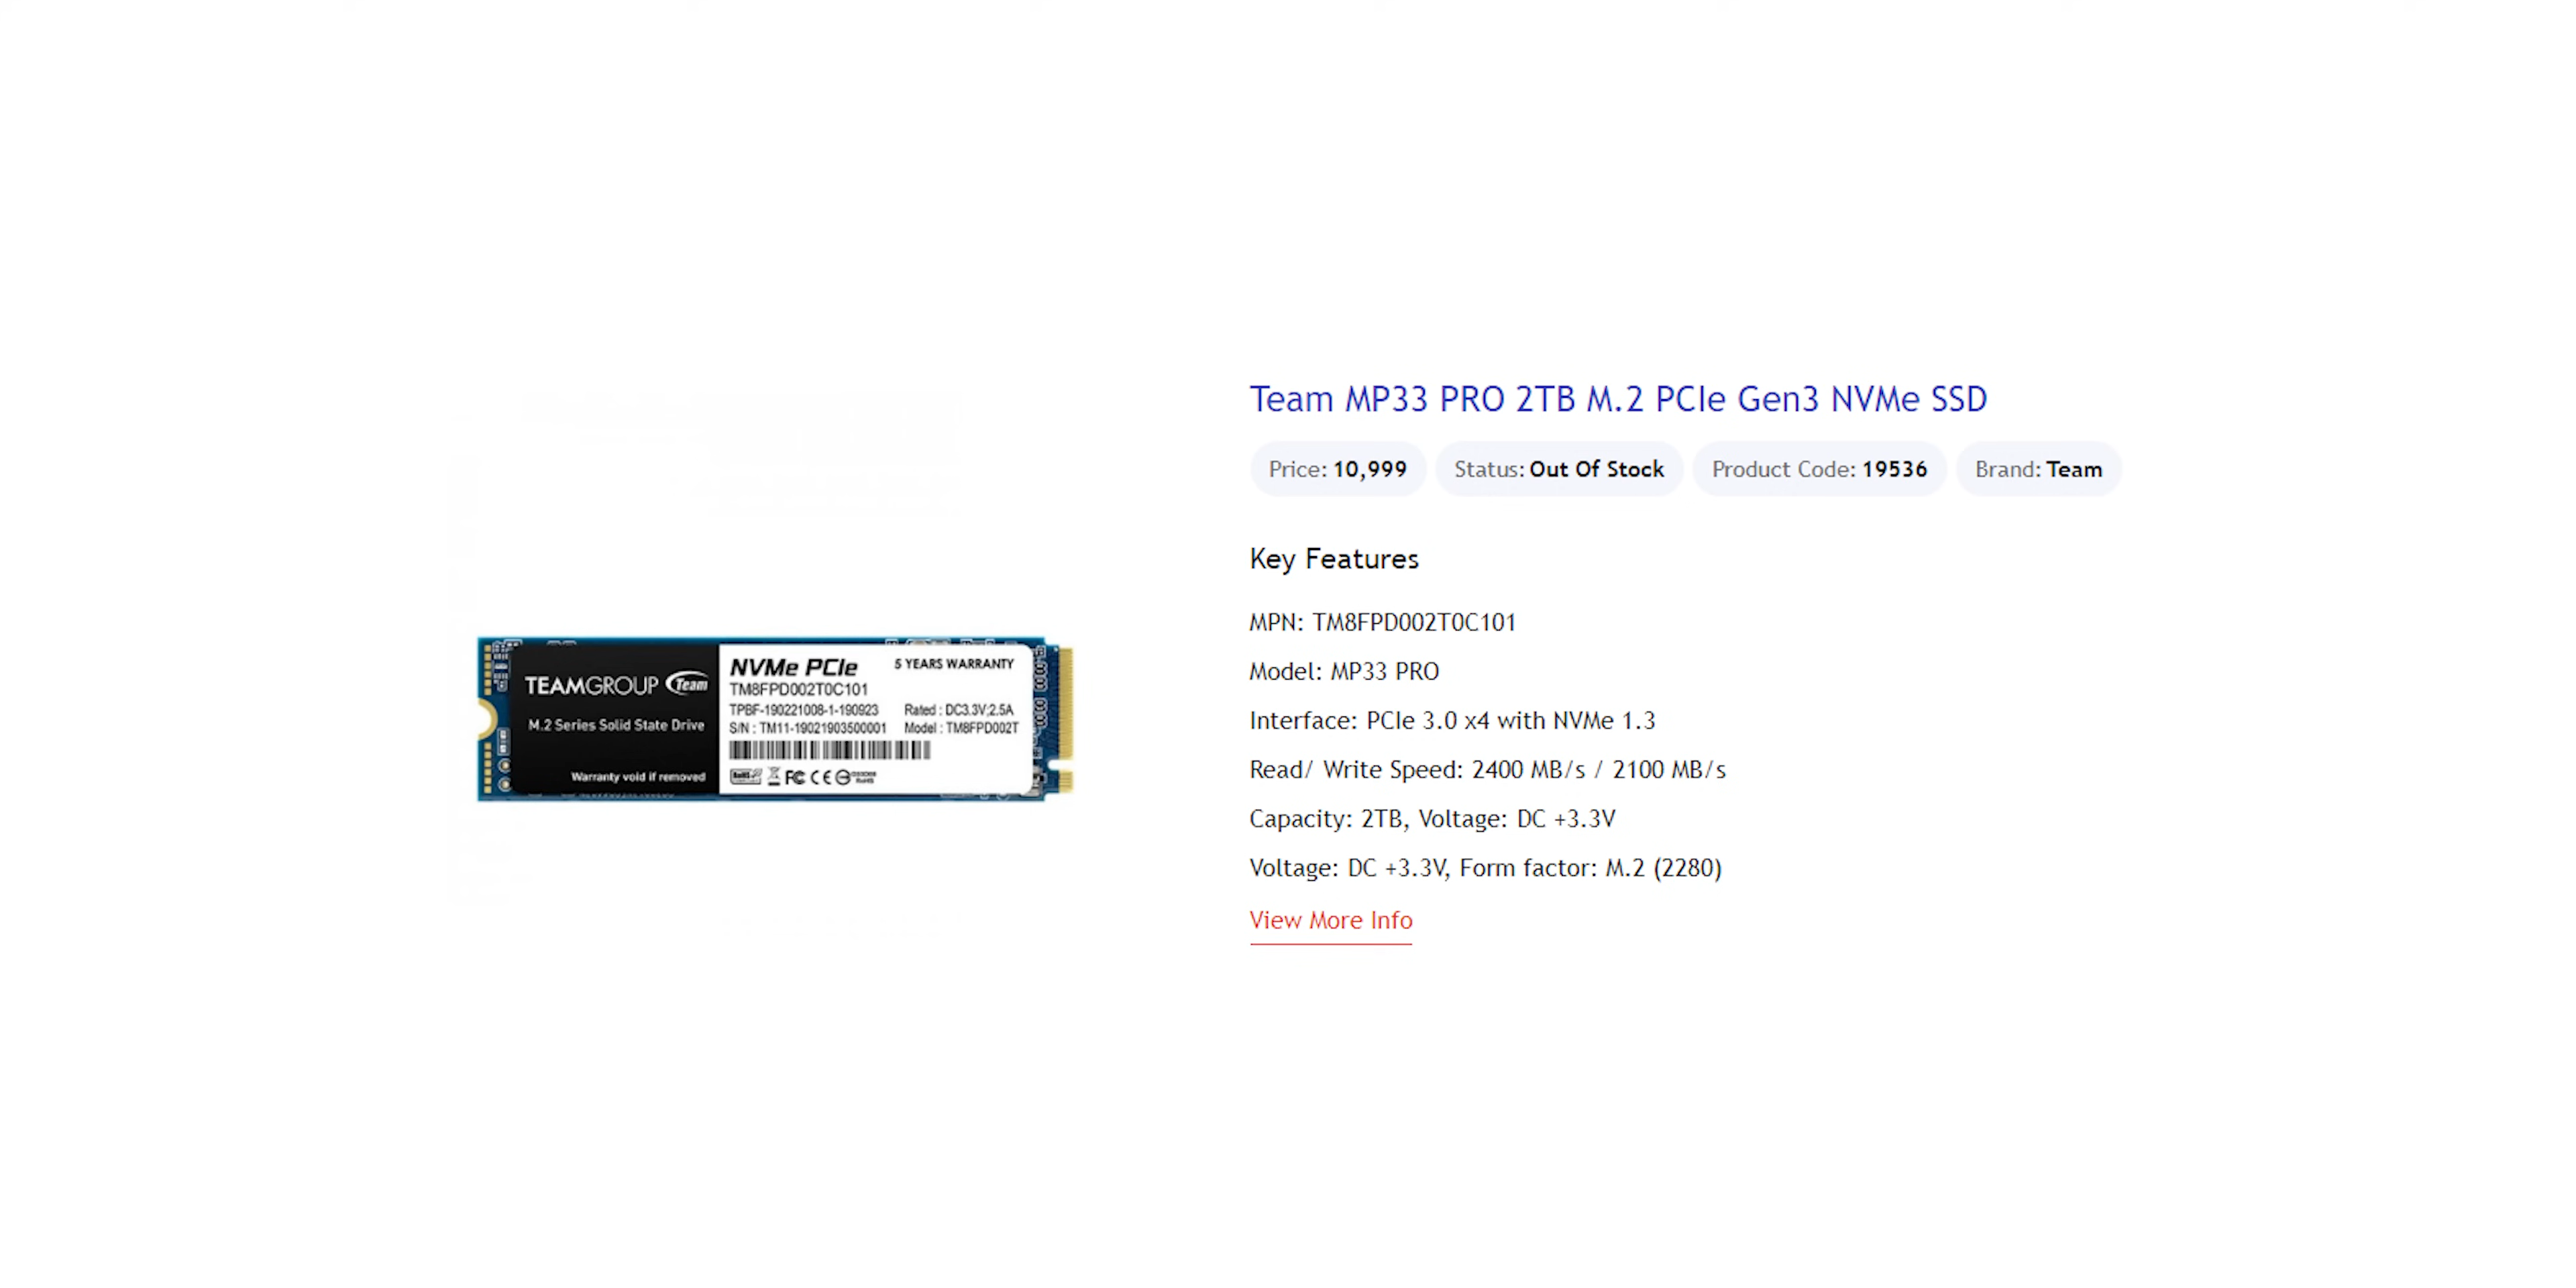 Team MP33 PRO 2TB M.2 PCIe Gen3 NVMe SSD
Price: 10,999 Status: Out Of Stock Product Code: 19536 Brand: Team
Key Features
MPN: TM8FPD002T0C101
Model: MP33 PRO
Interface: PCIe 3.0 x4 with NVMe 1.3
Read/ Write Speed: 2400 MB/s / 2100 MB/s
Capacity: 2TB, Voltage: DC +3.3V
Voltage: DC +3.3V, Form factor: M.2 (2280)
View More Info
TEAMGROUP Team
M.2 Series Solid State Drive
Warranty void if removed
NVMe PCIe 5 YEARS WARRANTY
TM8FPD002T0C101
TPBF-190221008-1-190923 Rated : DC3.3V;2.5A
S/N : TM11-19021903500001 Model : TM8FPD002T
RoHS FC CE